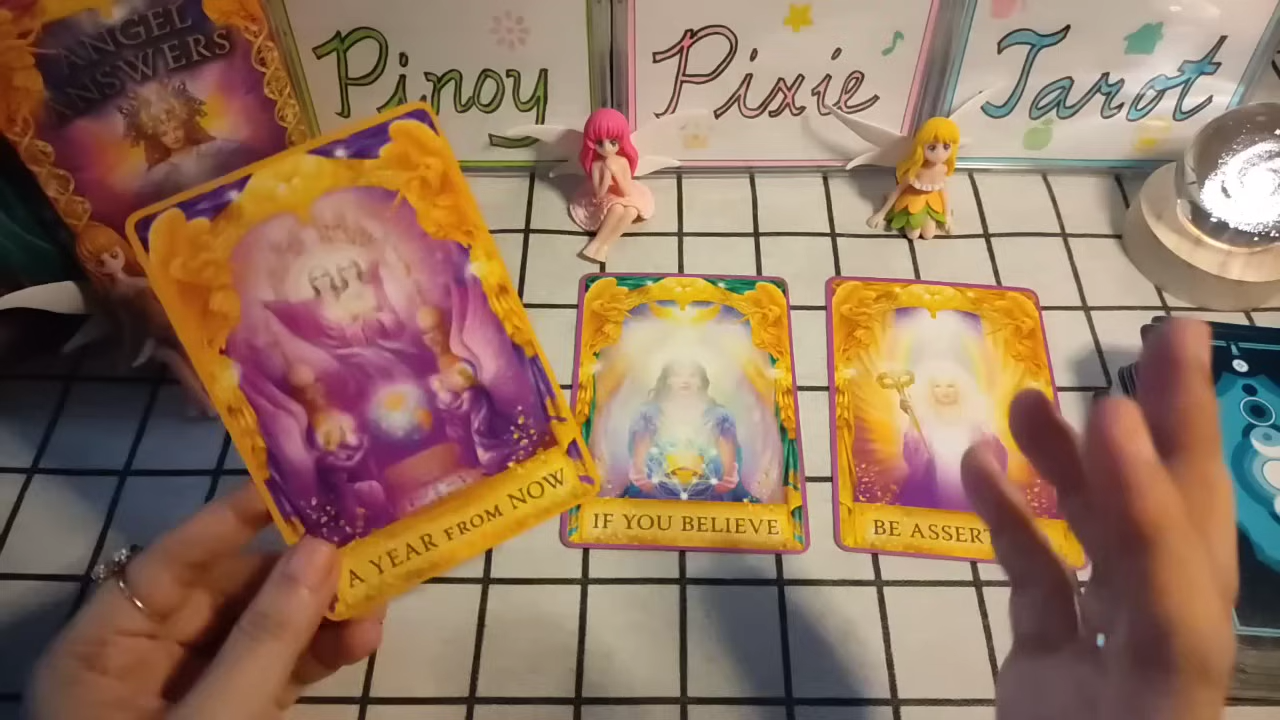 ANGEL
ANSWERS
Pinoy
Pixie
Tarot
A YEAR FROM NOW
IF YOU BELIEVE
BE ASSERT